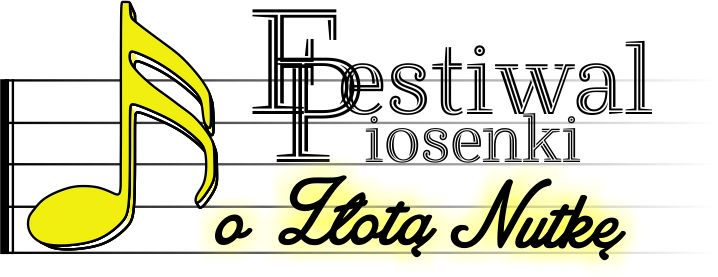 Festiwal
Piosenki
o Złotą Nutkę